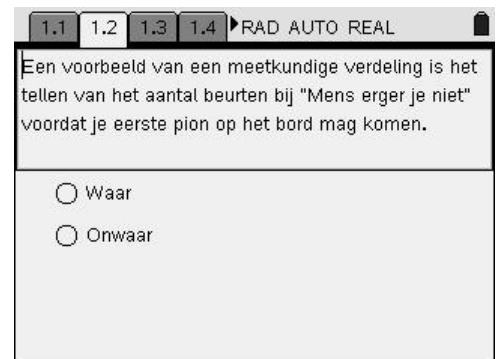 1.1 1.2 1.3 1.4 RAD AUTO REAL
Een voorbeeld van een meetkundige verdeling is het
tellen van het aantal beurten bij "Mens erger je niet"
voordat je eerste pion op het bord mag komen.
Waar
Onwaar